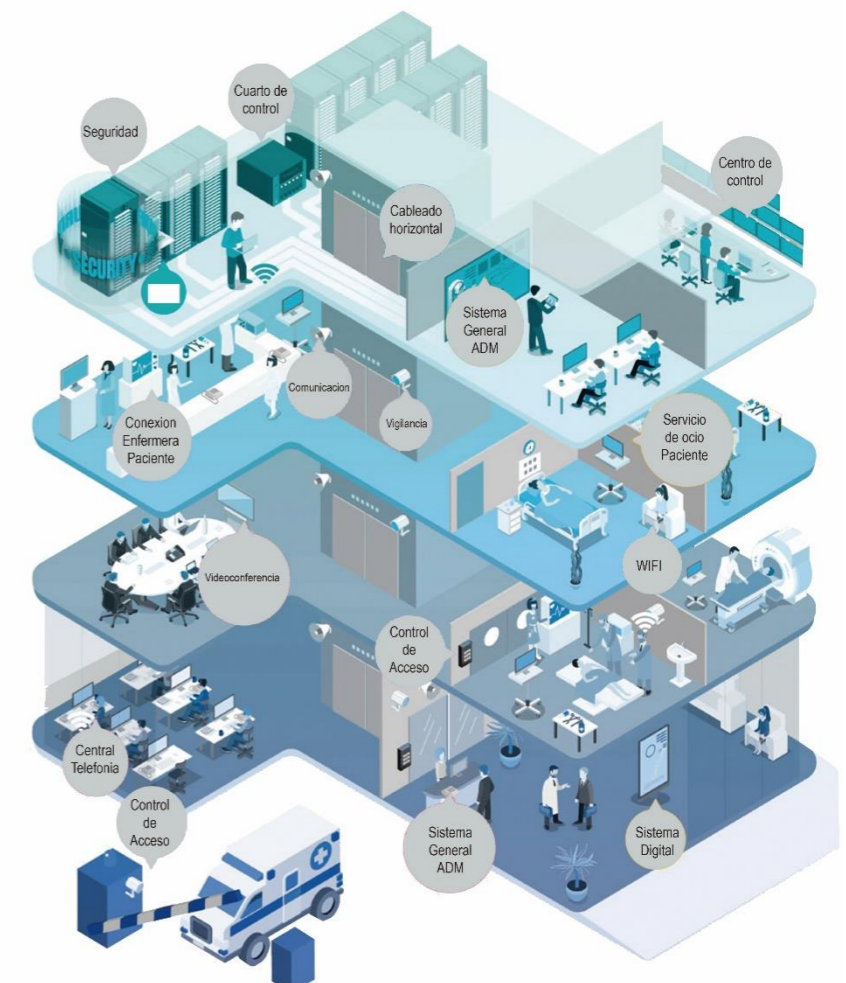 Cuarto de
control
Seguridad
SECURITY
Centro de
control
Cableado
horizontal
Sistema
General
ADM
Comunicacion
Conexion
Enfermera
Paciente
Vigilancia
Servicio
de ocio
Paciente
WIFI
Videoconferencia
Control
de
Acceso
Central
Telefonia
Control
de
Acceso
Sistema
General
ADM
Sistema
Digital